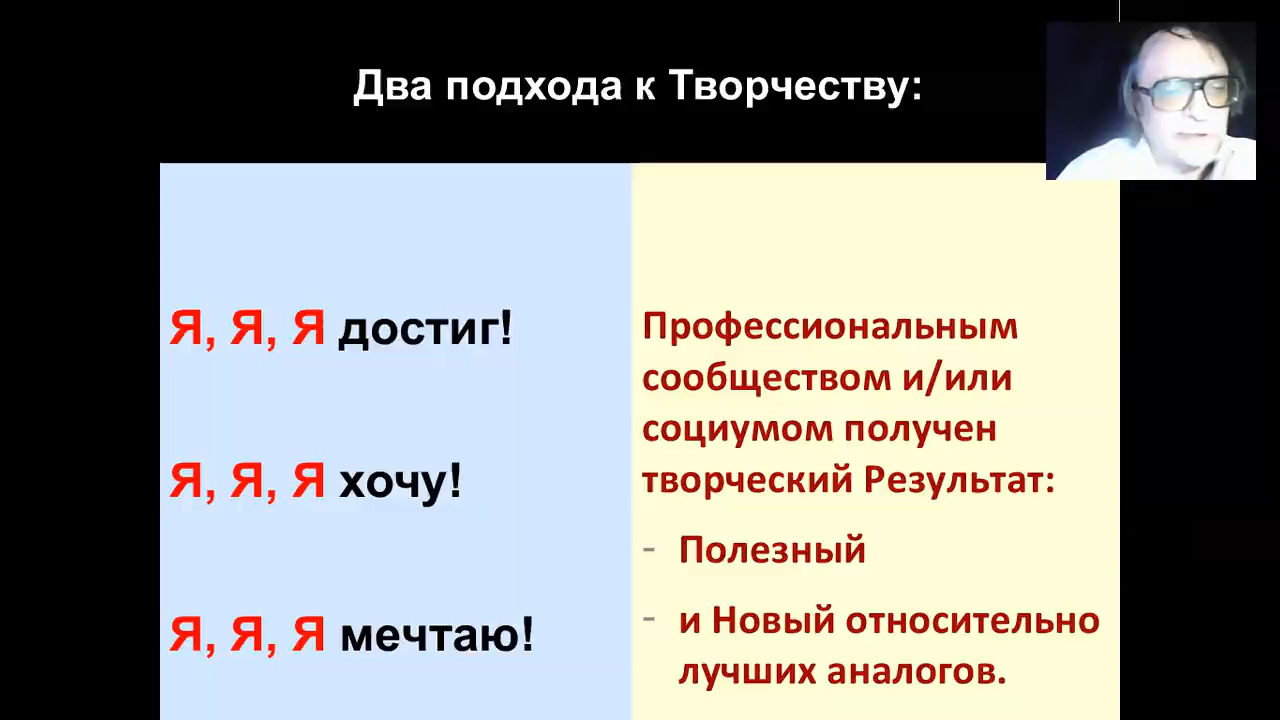 Два подхода к Творчеству:
Я, Я, Я достиг!
Я, Я, Я хочу!
Я, Я, Я мечтаю!
Профессиональным
сообществом и/или
социумом получен
творческий Результат:
- Полезный
- и Новый относительно
лучших аналогов.